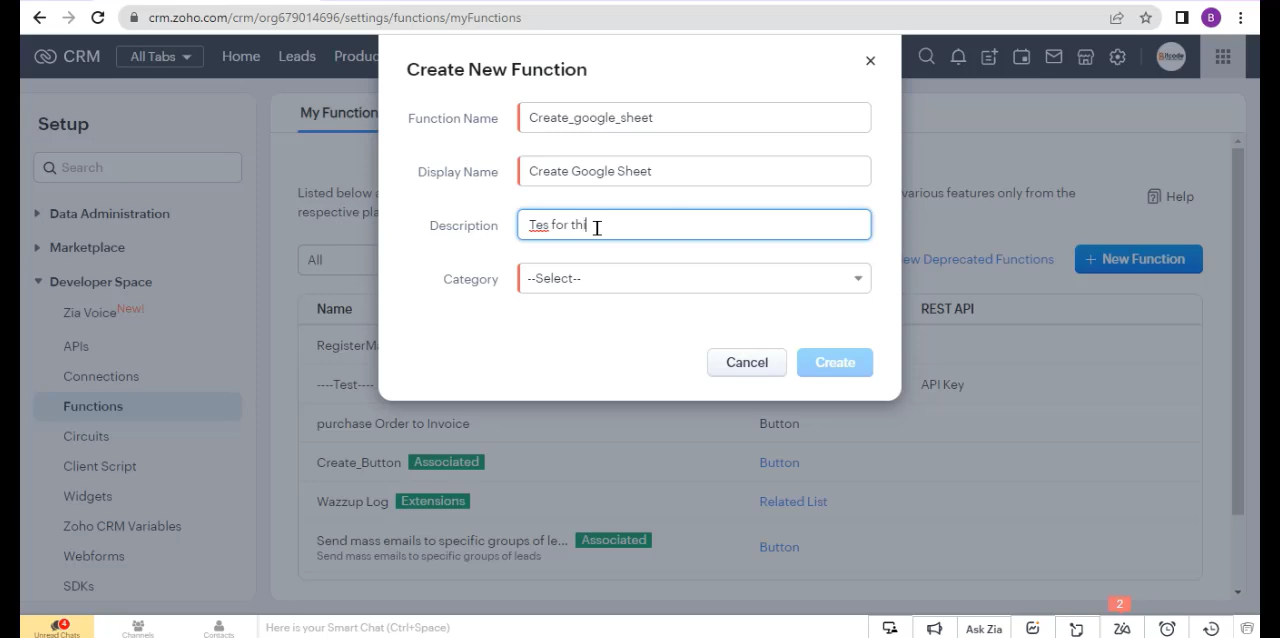 crm.zoho.com/crm/org679014696/settings/functions/myFunctions
B
CRM
All Tabs
Home
Leads
Produc
Create New Function
Function Name
Create_google_sheet
Display Name
Create Google Sheet
Description
Tes for thi
Category
--Select--
Cancel
Create
Setup
Search
Data Administration
Marketplace
Developer Space
Zia Voice New!
APIs
Connections
Functions
Circuits
Client Script
Widgets
Zoho CRM Variables
Webforms
SDKs
My Function
Listed below
various features only from the
respective pla
Help
All
ew Deprecated Functions
+ New Function
Name
REST API
RegisterMa
----Test----
API Key
purchase Order to Invoice
Button
Create_Button Associated
Button
Wazzup Log Extensions
Related List
Send mass emails to specific groups of le... Associated
Send mass emails to specific groups of leads
Button
2
4
Unread Chats
Channels
Contacts
Here is your Smart Chat (Ctrl+Space)
Ask Zia